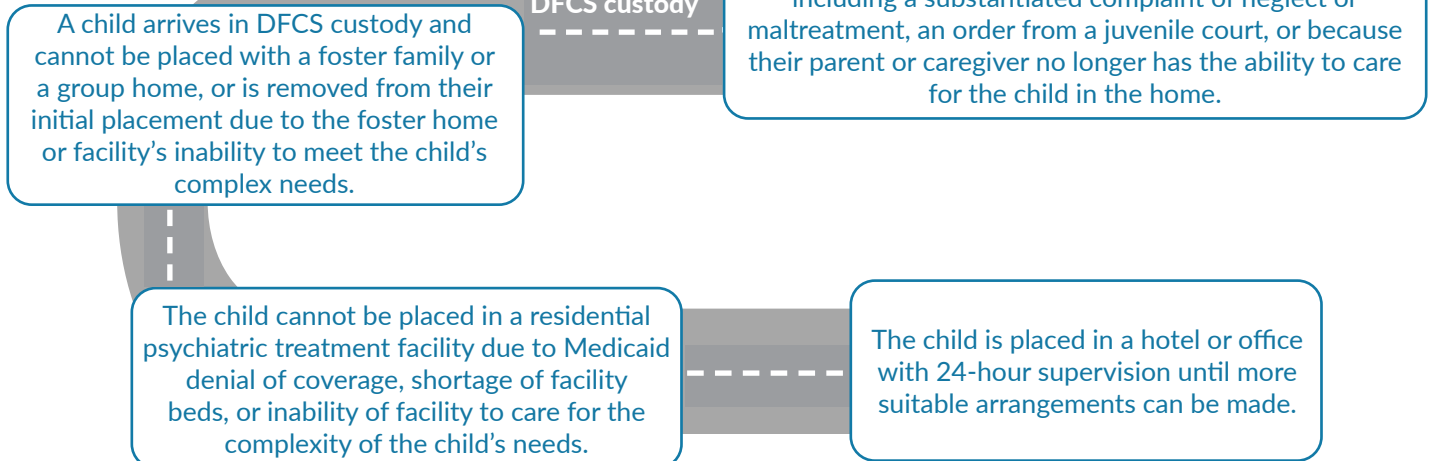 DFCS custody
including a substantiated complaint of neglect or
maltreatment, an order from a juvenile court, or because
their parent or caregiver no longer has the ability to care
for the child in the home.
A child arrives in DFCS custody and
cannot be placed with a foster family or
a group home, or is removed from their
initial placement due to the foster home
or facility's inability to meet the child's
complex needs.
The child cannot be placed in a residential
psychiatric treatment facility due to Medicaid
denial of coverage, shortage of facility
beds, or inability of facility to care for the
complexity of the child's needs.
The child is placed in a hotel or office
with 24-hour supervision until more
suitable arrangements can be made.